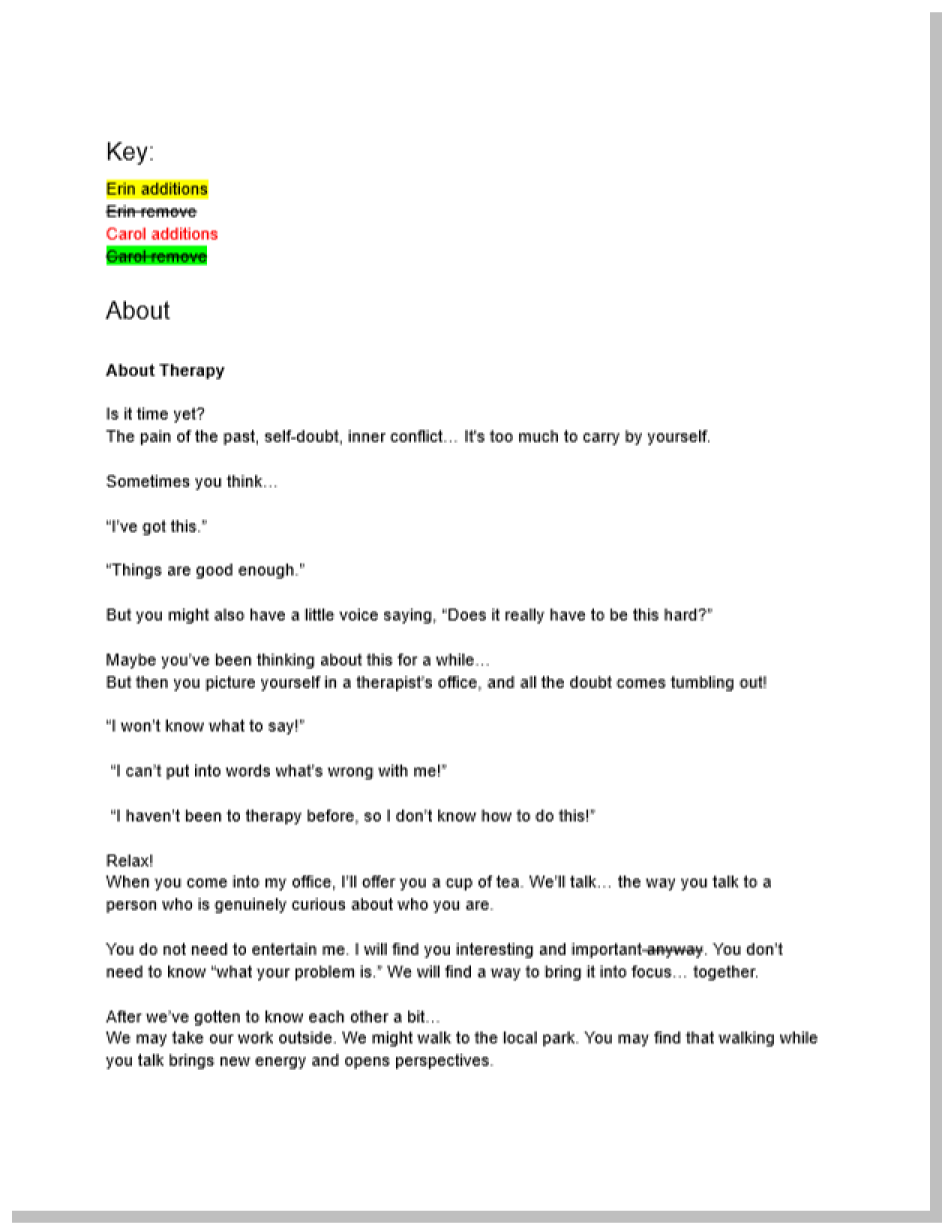 Key:
Erin additions
Erin remove
Carol additions
Carol remove
About
About Therapy
Is it time yet?
The pain of the past, self-doubt, inner conflict… It's too much to carry by yourself.
Sometimes you think…
“I've got this.”
“Things are good enough.”
But you might also have a little voice saying, “Does it really have to be this hard?”
Maybe you've been thinking about this for a while…
But then you picture yourself in a therapist's office, and all the doubt comes tumbling out!
“I won't know what to say!”
“I can't put into words what's wrong with me!”
“I haven't been to therapy before, so I don't know how to do this!”
Relax!
When you come into my office, I'll offer you a cup of tea. We'll talk… the way you talk to a
person who is genuinely curious about who you are.
You do not need to entertain me. I will find you interesting and important anyway. You don't
need to know “what your problem is.” We will find a way to bring it into focus… together.
After we've gotten to know each other a bit…
We may take our work outside. We might walk to the local park. You may find that walking while
you talk brings new energy and opens perspectives.